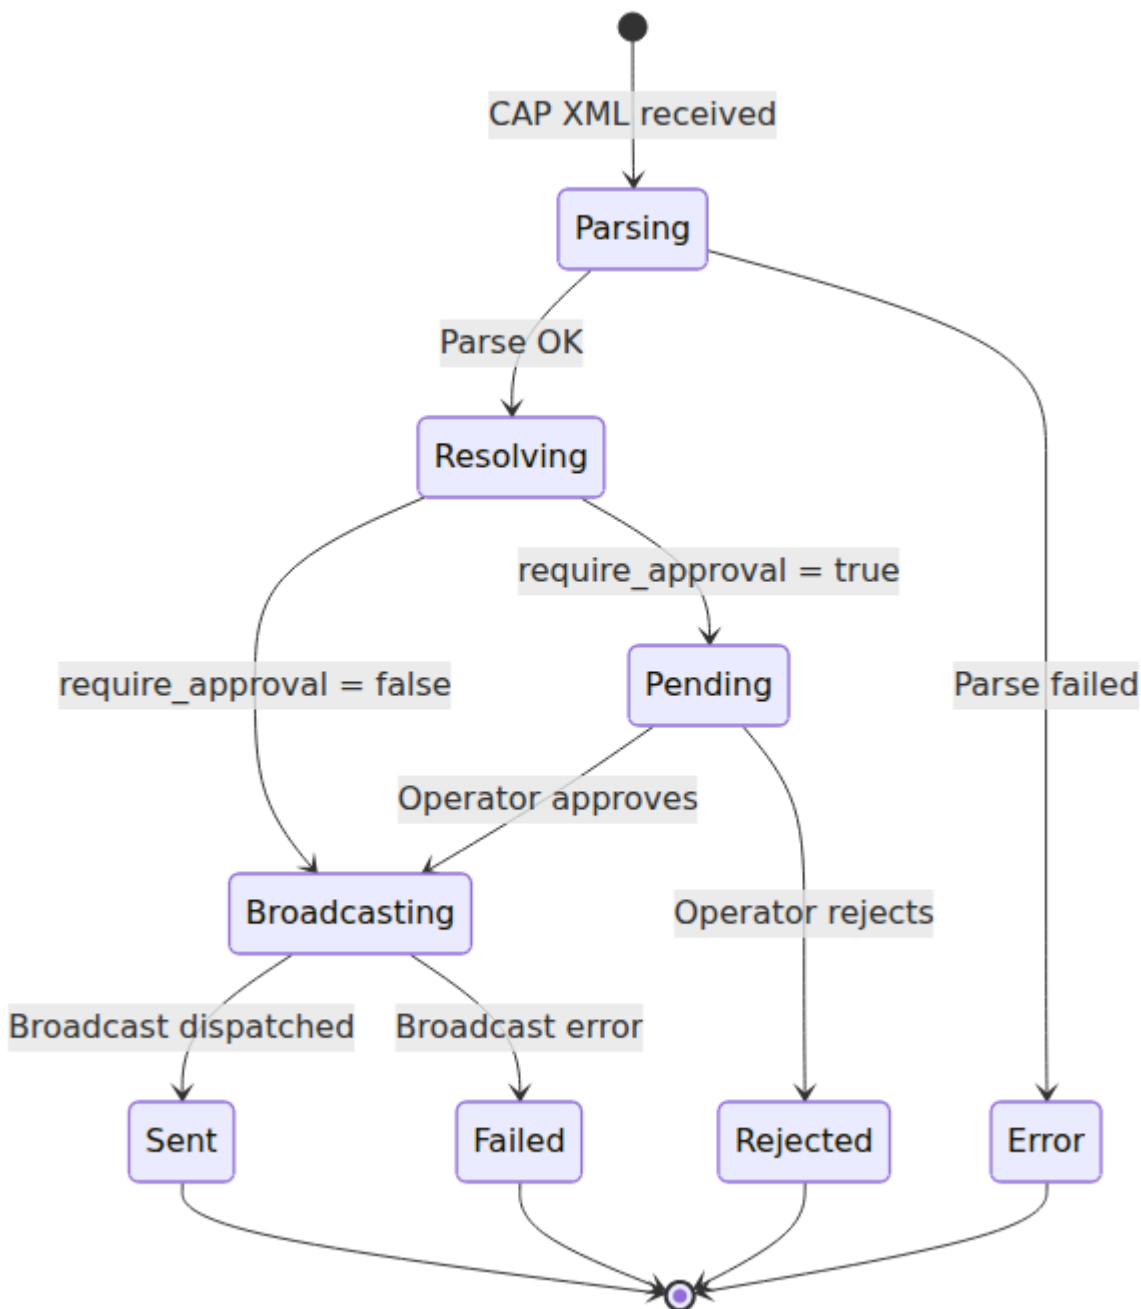 CAP XML received
Parsing
Parse OK
Resolving
require_approval = true
require_approval = false
Pending
Parse failed
Operator approves
Broadcasting
Operator rejects
Broadcast dispatched
Broadcast error
Sent
Failed
Rejected
Error